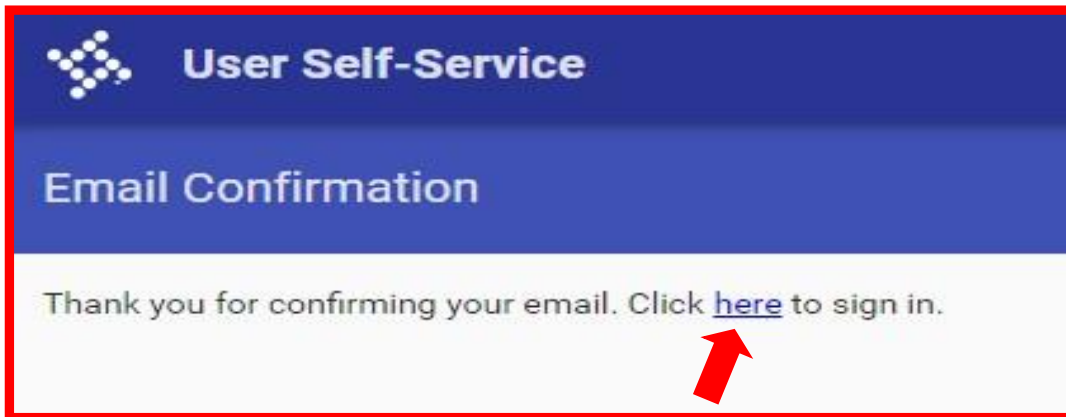 User Self-Service
Email Confirmation
Thank you for confirming your email. Click here to sign in.